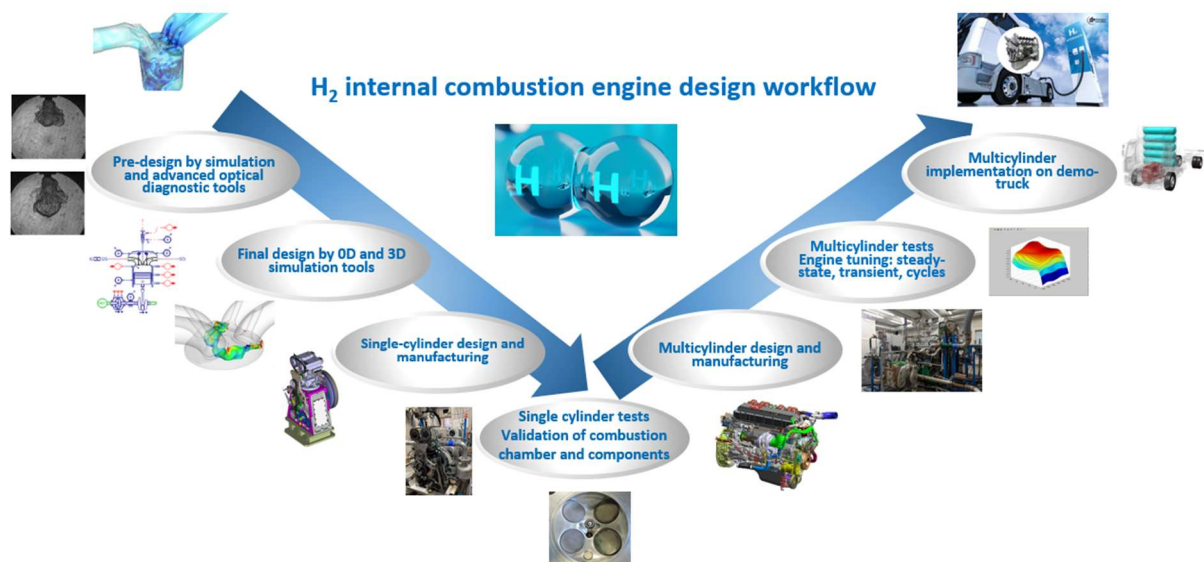 H₂ internal combustion engine design workflow
Pre-design by simulation
and advanced optical
diagnostic tools
Final design by 0D and 3D
simulation tools
Single-cylinder design and
manufacturing
Single cylinder tests
Validation of combustion
chamber and components
Multicylinder design and
manufacturing
Multicylinder tests
Engine tuning: steady-
state, transient, cycles
Multicylinder
implementation on demo-
truck
H H
H₂